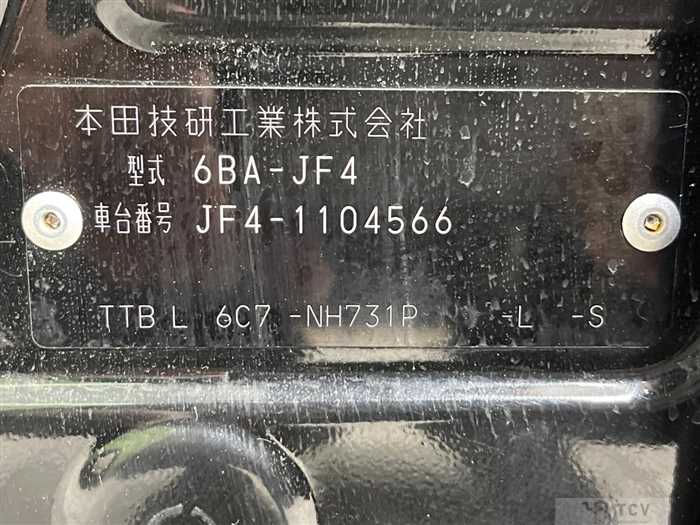 本田技研工業株式会社
型式 6BA-JF4
車台番号 JF4-1104566
TTB L 6C7 -NH731P -L -S
TCV